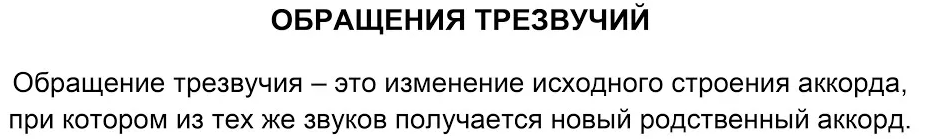 ОБРАЩЕНИЯ ТРЕЗВУЧИЙ
Обращение трезвучия – это изменение исходного строения аккорда,
при котором из тех же звуков получается новый родственный аккорд.